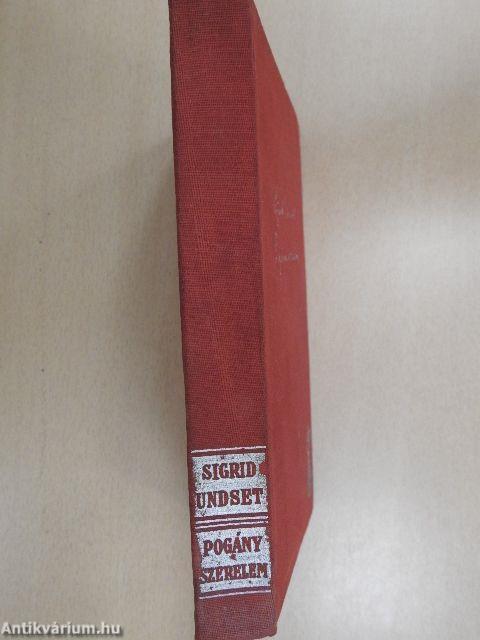 SIGRID
UNDSET
POGÁNY
SZERELEM
Antikvárium.hu